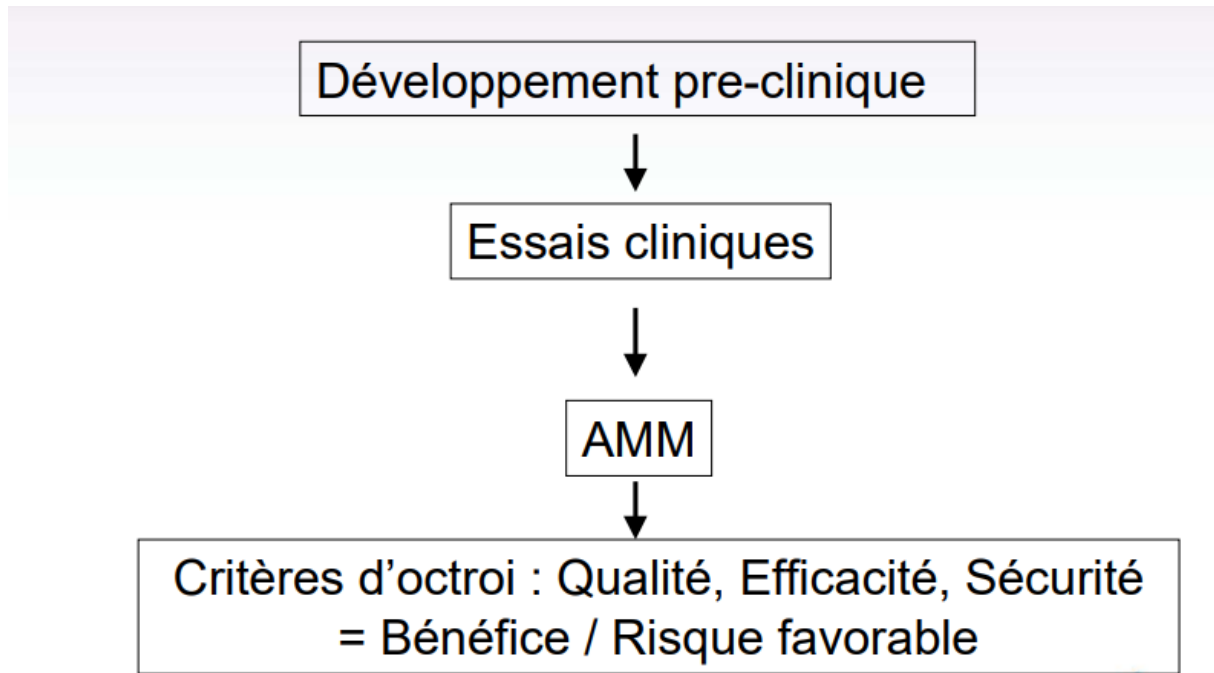 Développement pre-clinique
Essais cliniques
AMM
Critères d’octroi : Qualité, Efficacité, Sécurité
= Bénéfice / Risque favorable